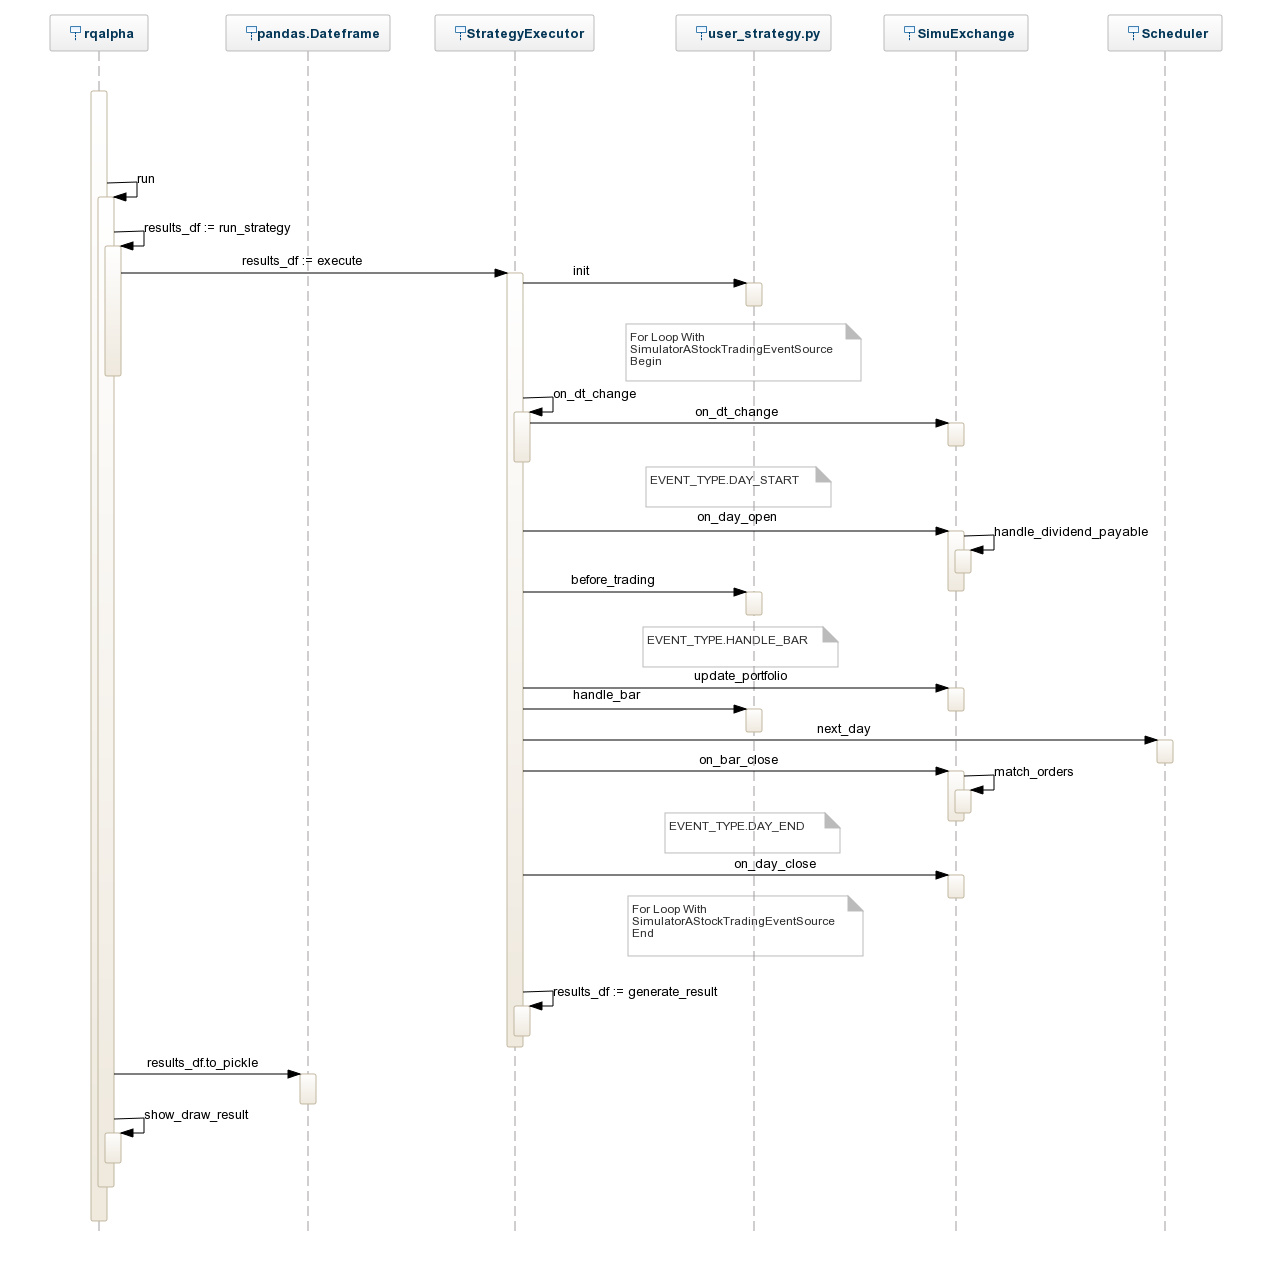 rqalpha
pandas.Dateframe
StrategyExecutor
user_strategy.py
SimuExchange
Scheduler
run
results_df := run_strategy
results_df := execute
init
For Loop With
SimulatorAStockTradingEventSource
Begin
on_dt_change
on_dt_change
EVENT_TYPE.DAY_START
on_day_open
handle_dividend_payable
before_trading
EVENT_TYPE.HANDLE_BAR
update_portfolio
handle_bar
next_day
on_bar_close
match_orders
EVENT_TYPE.DAY_END
on_day_close
For Loop With
SimulatorAStockTradingEventSource
End
results_df := generate_result
results_df.to_pickle
show_draw_result